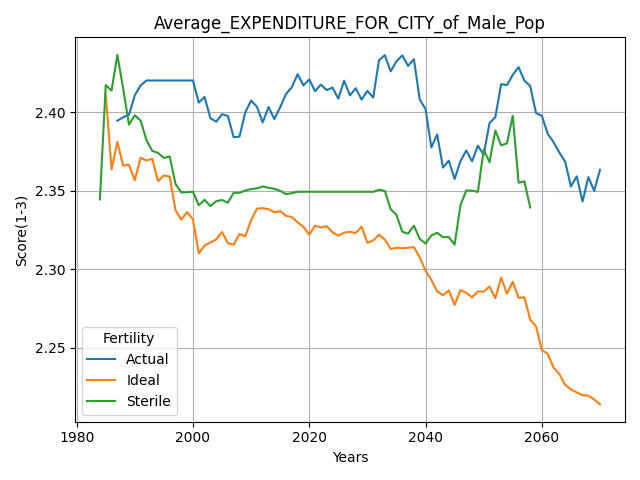 Average_EXPENDITURE_FOR_CITY_of_Male_Pop
Score(1-3)
2.40
2.35
2.30
2.25
Fertility
Actual
Ideal
Sterile
1980 2000 2020 2040 2060
Years